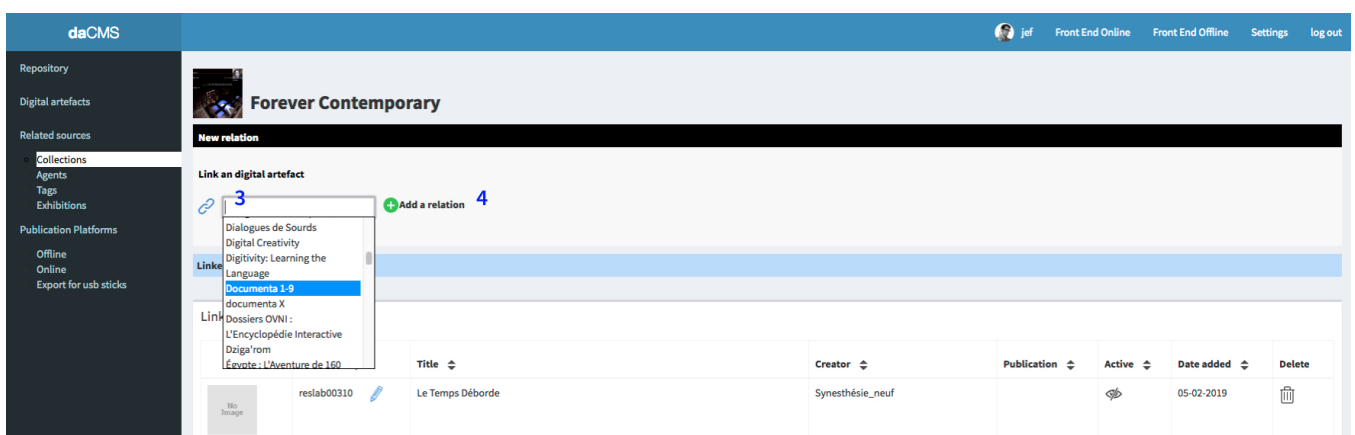 daCMS
jef Front End Online Front End Offline Settings log out
Repository
Digital artefacts
Related sources
Collections
Agents
Tags
Exhibitions
Publication Platforms
Offline
Online
Export for usb sticks
Forever Contemporary
New relation
Link an digital artefact
3
Add a relation 4
Dialogues de Sourds
Digital Creativity
Digitivity: Learning the
Language
Documenta 1-9
documenta X
Dossiers OVNI :
L'Encyclopédie Interactive
Dziga'rom
Égypte : L'Aventure de 160
Linke
Link
Title Creator Publication Active Date added Delete
No
Image
reslab00310 Le Temps Déborde Synesthésie_neuf 05-02-2019